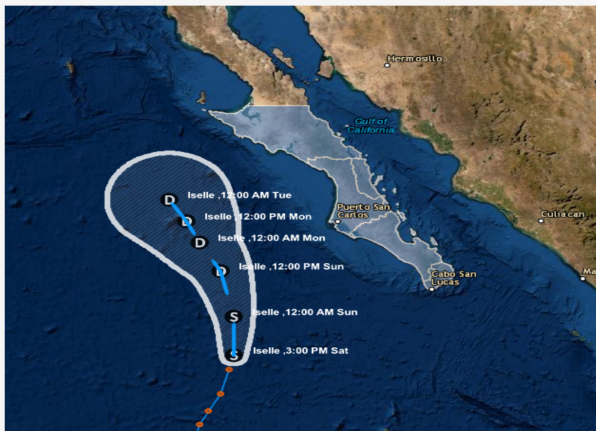 Hermosillo
Gulf of
California
D Iselle ,12:00 AM Tue
D Iselle ,12:00 PM Mon
D Iselle ,12:00 AM Mon
Puerto San
Carlos
Culiacan
D Iselle ,12:00 PM Sun
Cabo San
Lucas
Ma
S Iselle ,12:00 AM Sun
S Iselle ,3:00 PM Sat